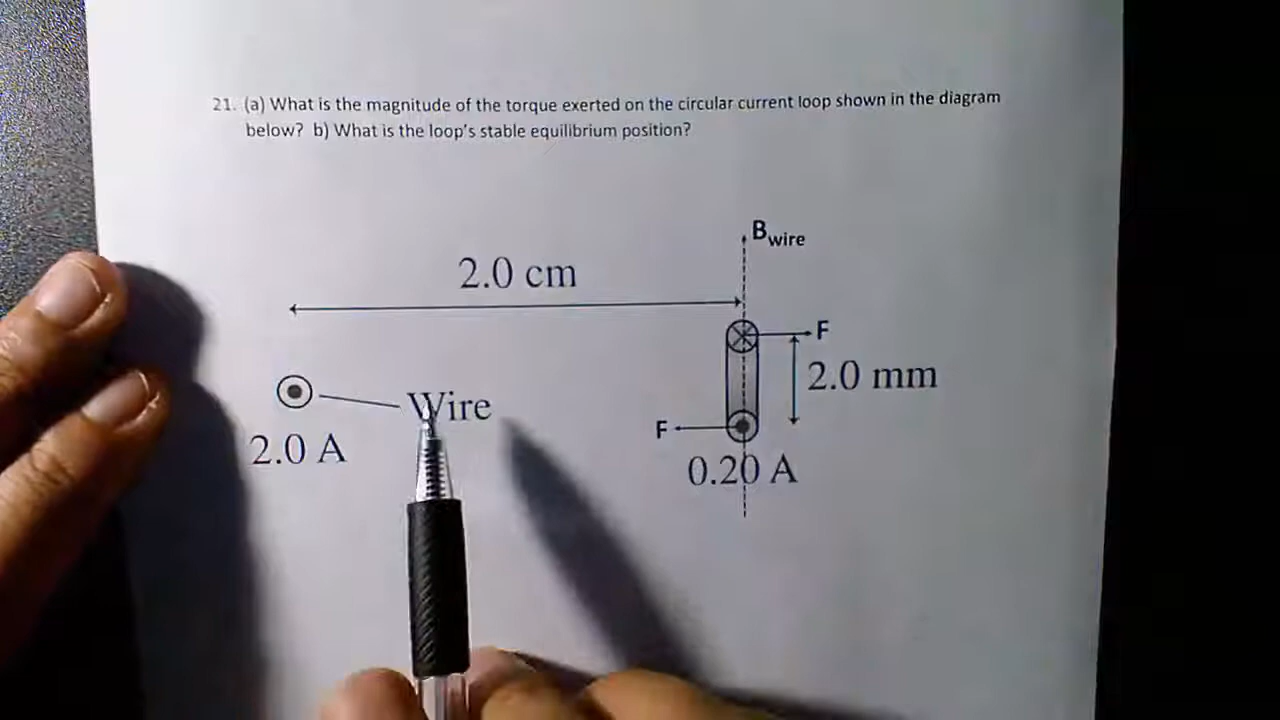 21. (a) What is the magnitude of the torque exerted on the circular current loop shown in the diagram
below? b) What is the loop's stable equilibrium position?
Bwire
2.0 cm
F
2.0 mm
Wire
F
2.0 A
0.20 A